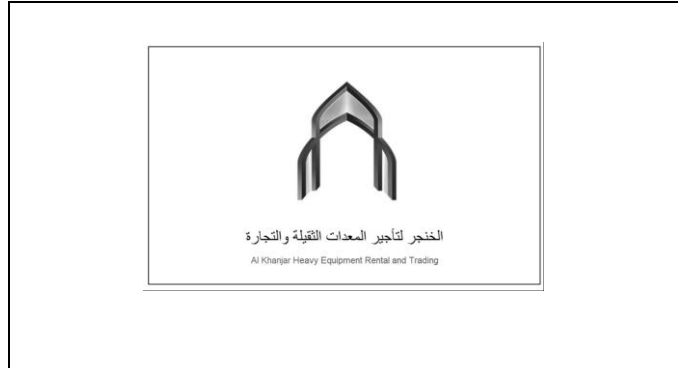 الخنجر لتأجير المعدات الثقيلة والتجارة
Al Khanjar Heavy Equipment Rental and Trading